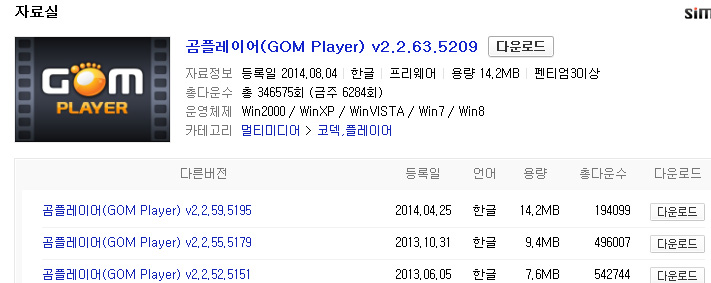 자료실
SIM
GOM
PLAYER
곰플레이어(GOM Player) v2.2.63.5209 다운로드
자료정보 등록일 2014.08.04 한글 프리웨어 용량 14.2MB 펜티엄3이상
총다운수 총 346575회 (금주 6284회)
운영체제 Win2000 / WinXP / WinVISTA / Win7 / Win8
카테고리 멀티미디어 > 코덱,플레이어
다른버전 등록일 언어 용량 총다운수 다운로드
곰플레이어(GOM Player) v2.2.59.5195 2014.04.25 한글 14.2MB 194099 다운로드
곰플레이어(GOM Player) v2.2.55.5179 2013.10.31 한글 9.4MB 496007 다운로드
곰플레이어(GOM Player) v2.2.52.5151 2013.06.05 한글 7.6MB 542744 다운로드